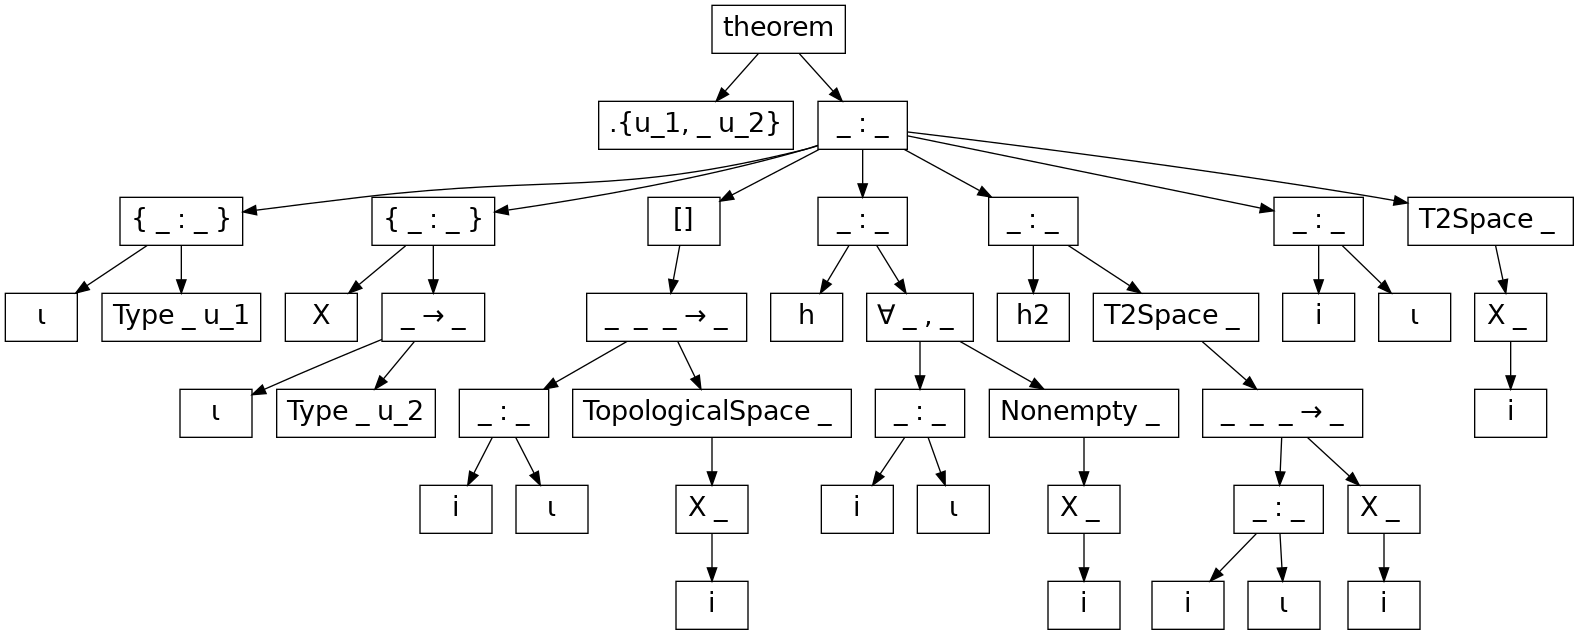 theorem
.{u_1, _ u_2} _ : _
{ _ : _ } { _ : _ } [] _ : _ _ : _ _ : _ T2Space _
ι Type _ u_1 X _ → _ _ _ _ → _ h ∀ _ , _ h2 T2Space _ i ι X _
ι Type _ u_2 _ : _ TopologicalSpace _ _ : _ Nonempty _ _ _ _ → _ i
i ι X _ i ι X _ _ : _ X _
i i i ι i